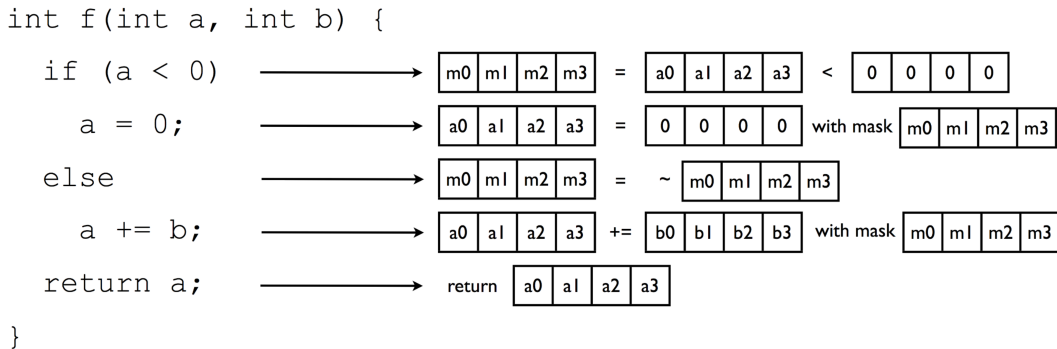 int f(int a, int b) {
if (a < 0) m0 m1 m2 m3 = a0 a1 a2 a3 < 0 0 0 0
a = 0; a0 a1 a2 a3 = 0 0 0 0 with mask m0 m1 m2 m3
else m0 m1 m2 m3 = ~ m0 m1 m2 m3
a += b; a0 a1 a2 a3 += b0 b1 b2 b3 with mask m0 m1 m2 m3
return a; return a0 a1 a2 a3
}